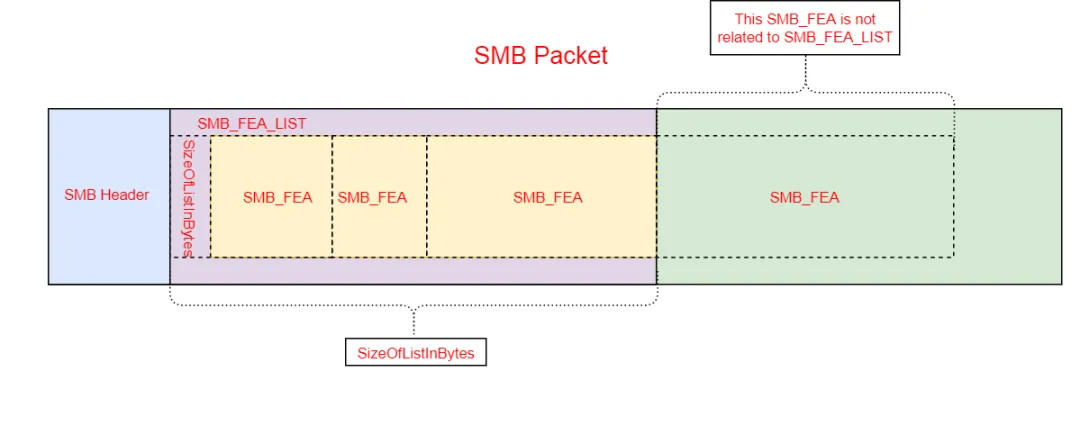 This SMB_FEA is not
related to SMB_FEA_LIST
SMB Packet
SMB_FEA_LIST
SMB Header
SizeOfListInBytes
SMB_FEA
SMB_FEA
SMB_FEA
SMB_FEA
SizeOfListInBytes